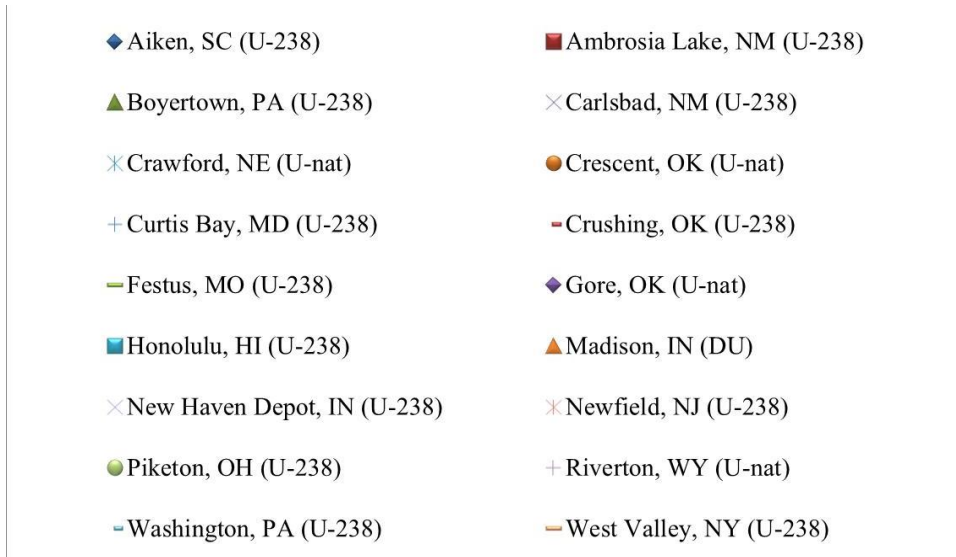 Aiken, SC (U-238) Ambrosia Lake, NM (U-238)
Boyertown, PA (U-238) Carlsbad, NM (U-238)
Crawford, NE (U-nat) Crescent, OK (U-nat)
Curtis Bay, MD (U-238) Crushing, OK (U-238)
Festus, MO (U-238) Gore, OK (U-nat)
Honolulu, HI (U-238) Madison, IN (DU)
New Haven Depot, IN (U-238) Newfield, NJ (U-238)
Piketon, OH (U-238) Riverton, WY (U-nat)
Washington, PA (U-238) West Valley, NY (U-238)